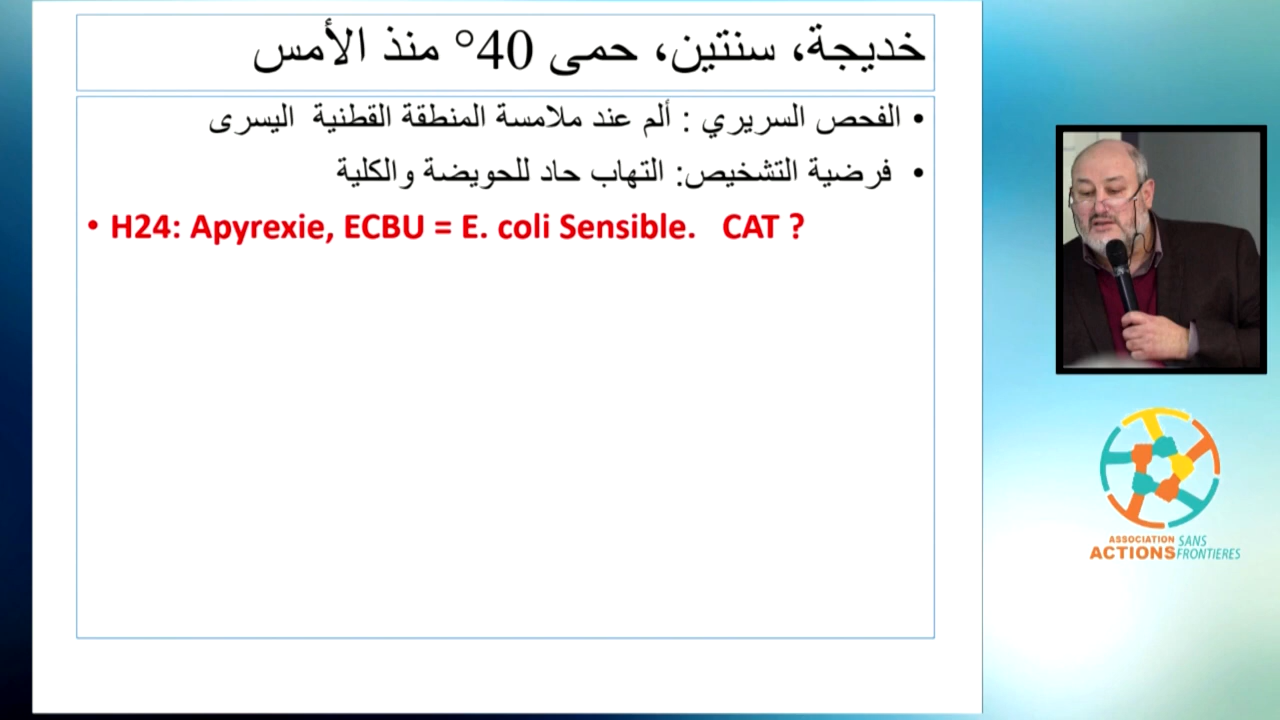 خديجة، سنتين، حمى 40° منذ الأمس
• الفحص السريري : ألم عند ملامسة المنطقة القطنية اليسرى
• فرضية التشخيص: التهاب حاد للحويضة والكلية
• H24: Apyrexie, ECBU = E. coli Sensible. CAT ?
ASSOCIATION SANS
ACTIONS FRONTIERES